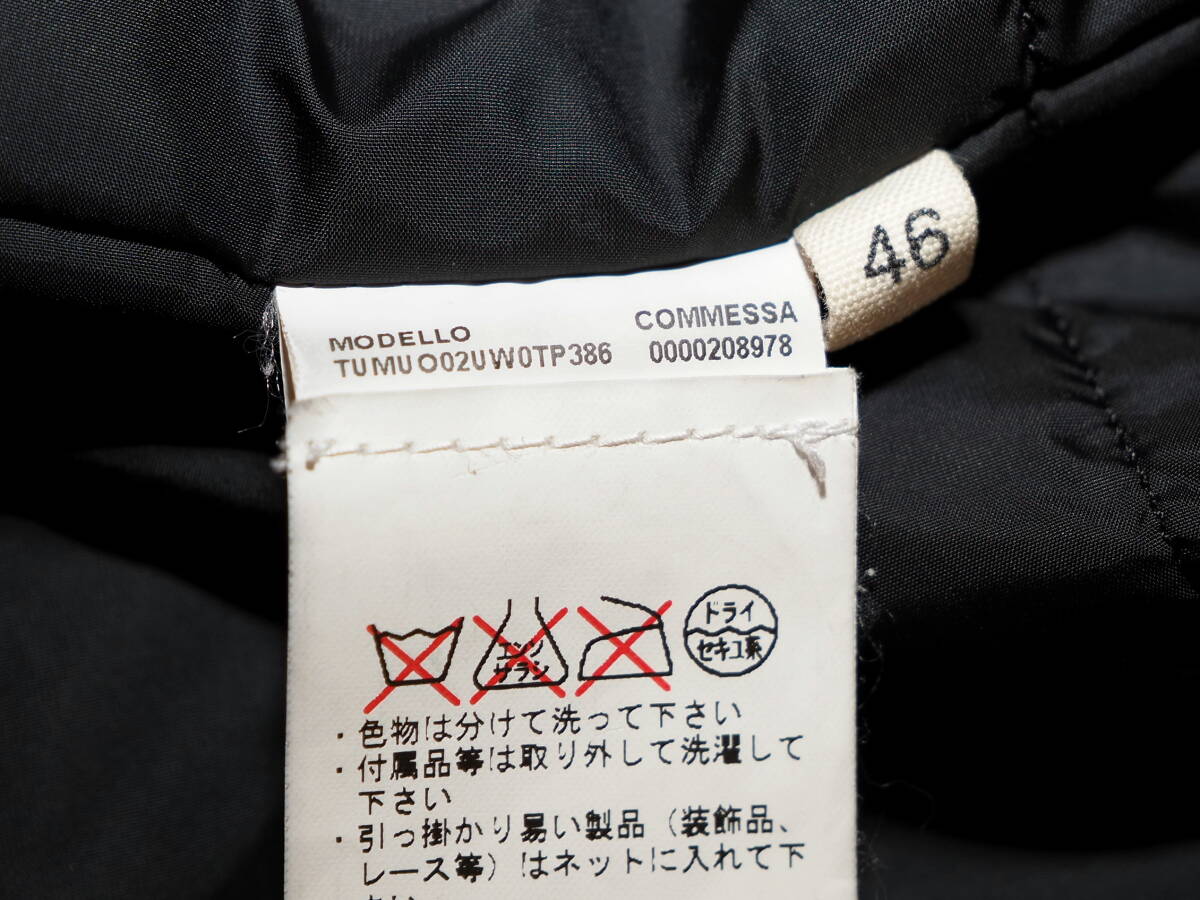 46
MODELLO COMMESSA
TUMUO02UW0TP386 0000208978
エンソ
サラシ
ドライ
セキユ系
・色物は分けて洗って下さい
・付属品等は取り外して洗濯して
下さい
・引っ掛かり易い製品（装飾品、
レース等）はネットに入れて下
さい